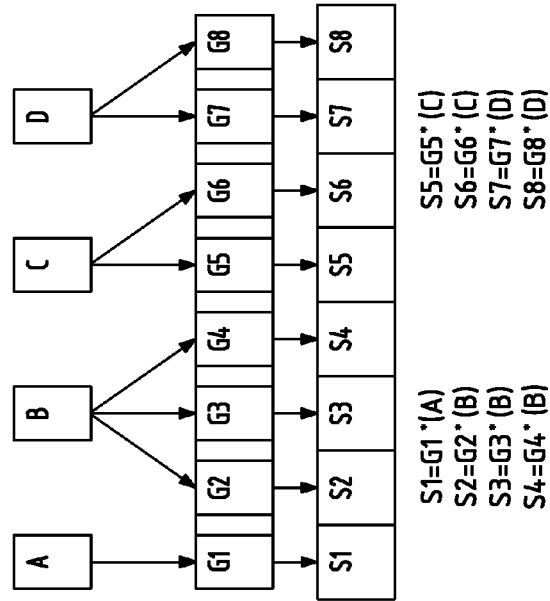 A
B
C
D
G1
G2
G3
G4
G5
G6
G7
G8
S1
S2
S3
S4
S5
S6
S7
S8
S1=G1*(A)
S2=G2*(B)
S3=G3*(B)
S4=G4*(B)
S5=G5*(C)
S6=G6*(C)
S7=G7*(D)
S8=G8*(D)